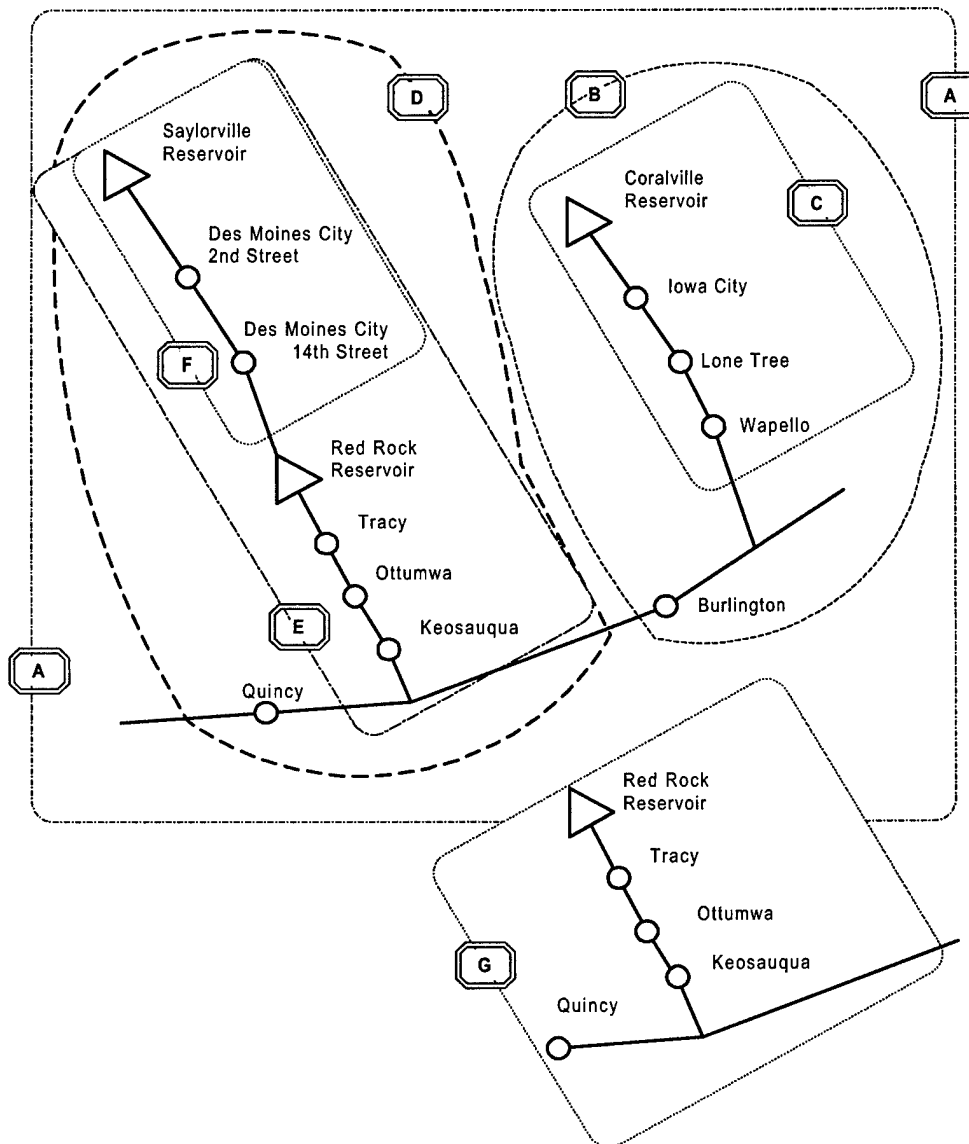 D
B
A
Saylorville
Reservoir
Coralville
Reservoir
C
Des Moines City
2nd Street
Iowa City
Des Moines City
14th Street
F
Lone Tree
Wapello
Red Rock
Reservoir
Tracy
Ottumwa
Burlington
E
Keosauqua
A
Quincy
Red Rock
Reservoir
Tracy
Ottumwa
G
Keosauqua
Quincy